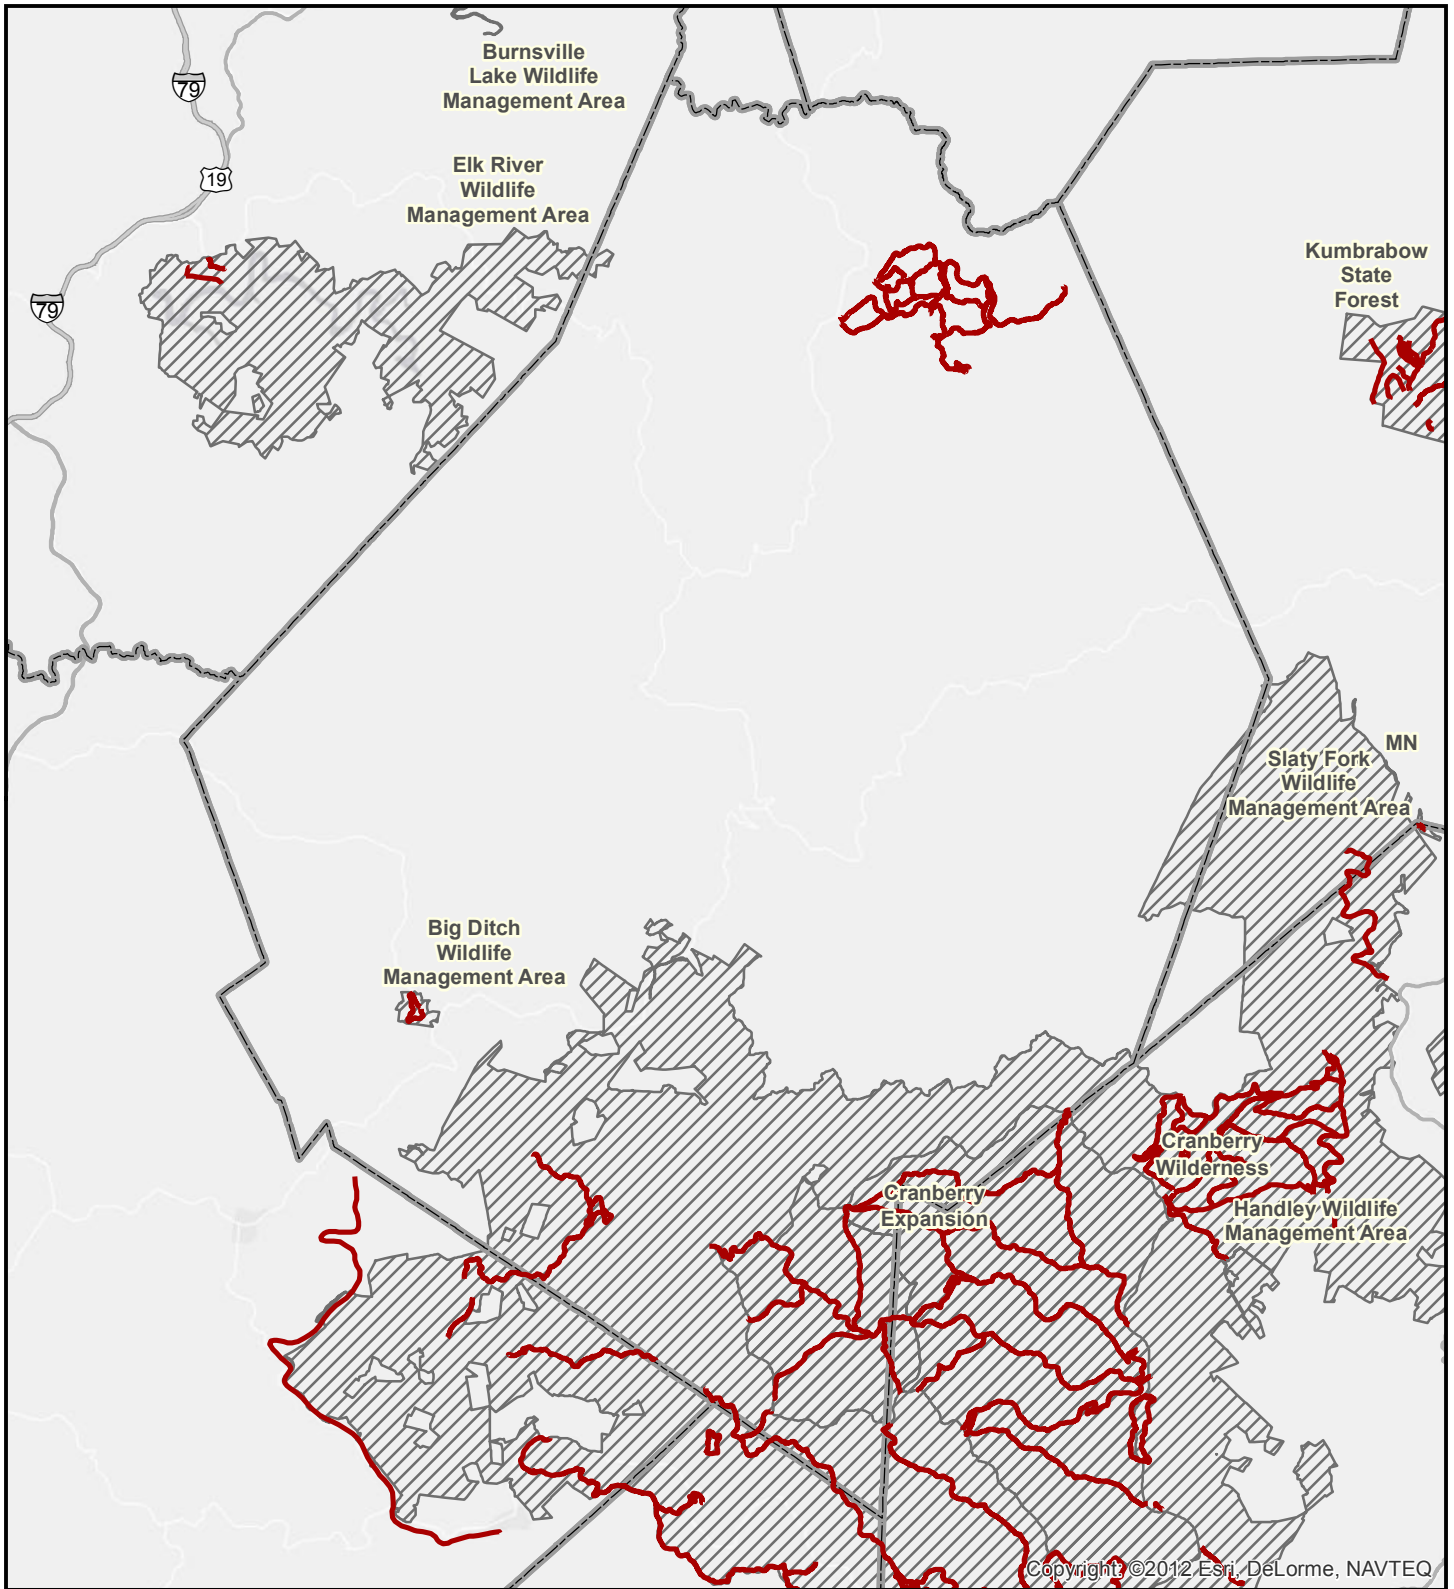 Burnsville
Lake Wildlife
Management Area
79
Elk River
Wildlife
Management Area
19
Kumbrabow
State
Forest
79
MN
Slaty Fork
Wildlife
Management Area
Big Ditch
Wildlife
Management Area
Cranberry
Wilderness
Cranberry
Expansion
Handley Wildlife
Management Area
Copyright: ©2012 Esri, DeLorme, NAVTEQ